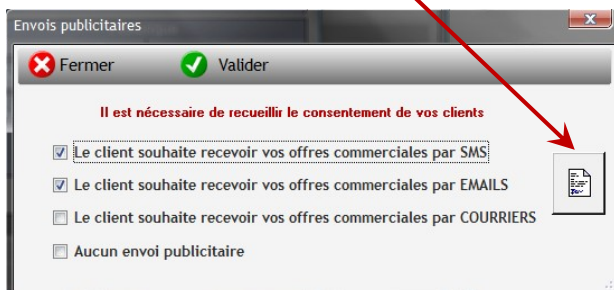 Envois publicitaires
Fermer Valider
Il est nécessaire de recueillir le consentement de vos clients
Le client souhaite recevoir vos offres commerciales par SMS
Le client souhaite recevoir vos offres commerciales par EMAILS
Le client souhaite recevoir vos offres commerciales par COURRIERS
Aucun envoi publicitaire